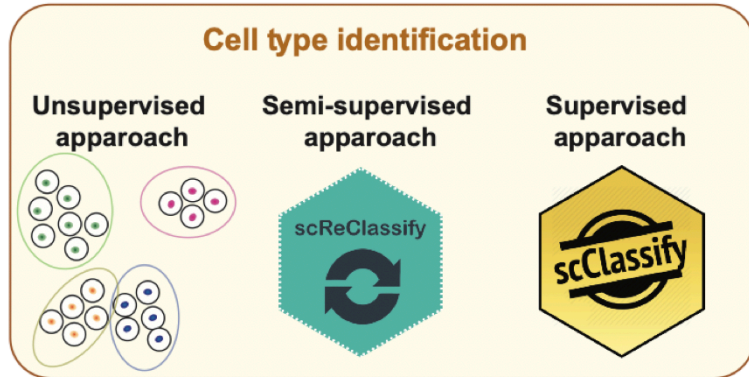 Cell type identification
Unsupervised
apparoach
Semi-supervised
apparoach
Supervised
apparoach
scReClassify
scClassify